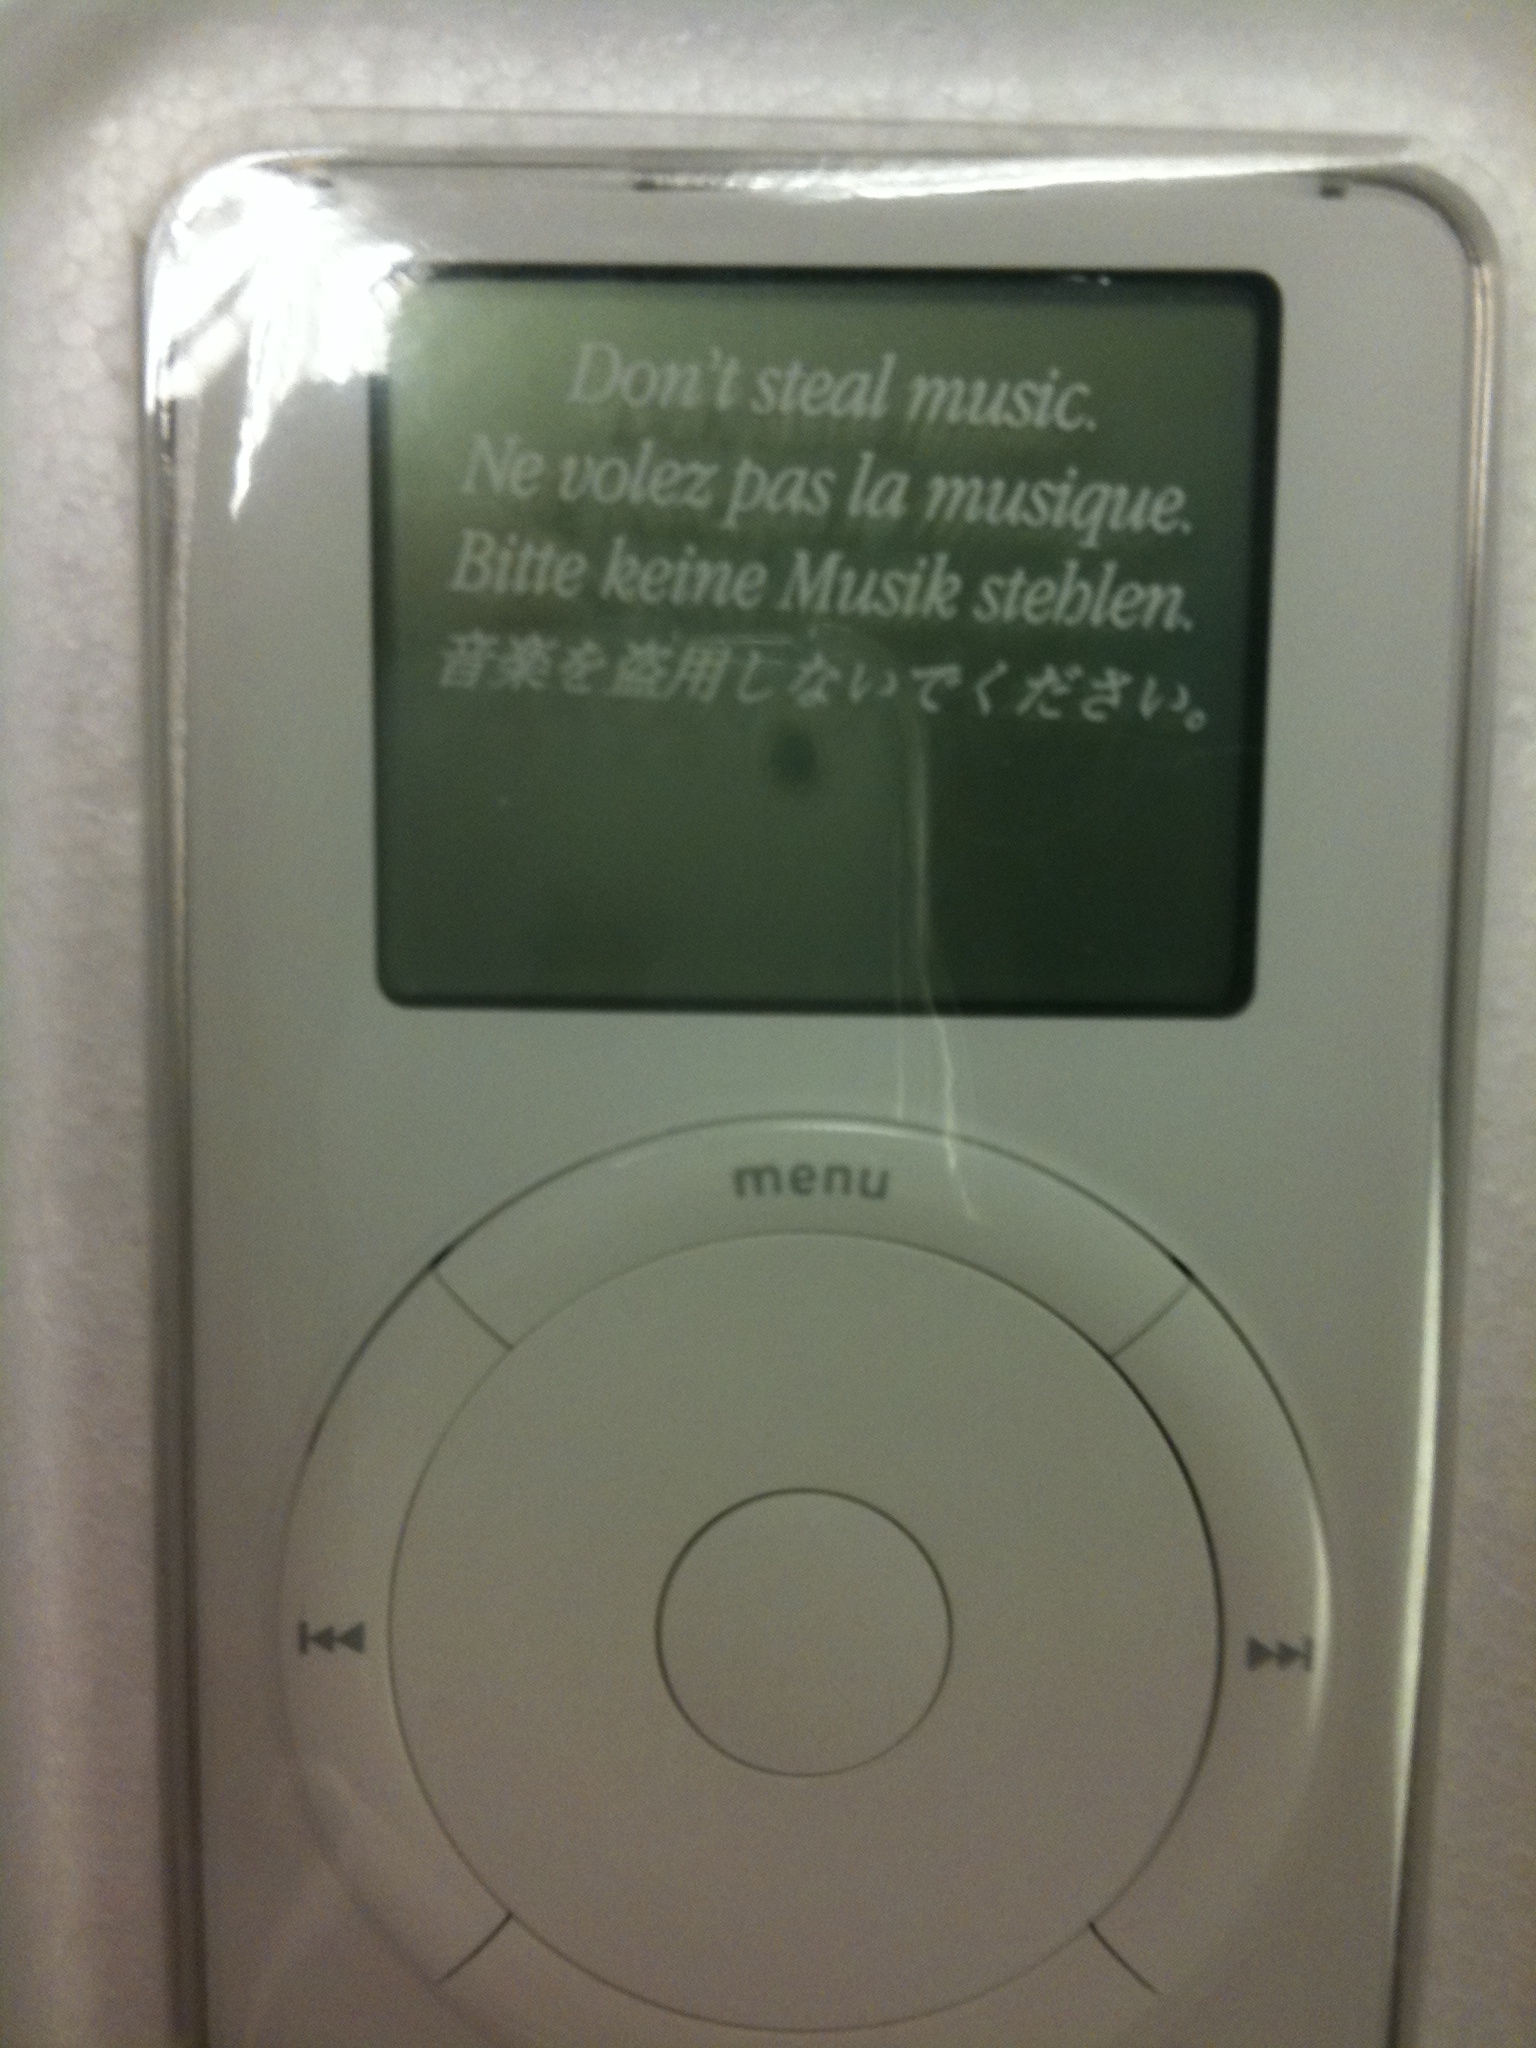 Don't steal music.
Ne volez pas la musique.
Bitte keine Musik stehlen.
音楽を盗用しないでください。
menu